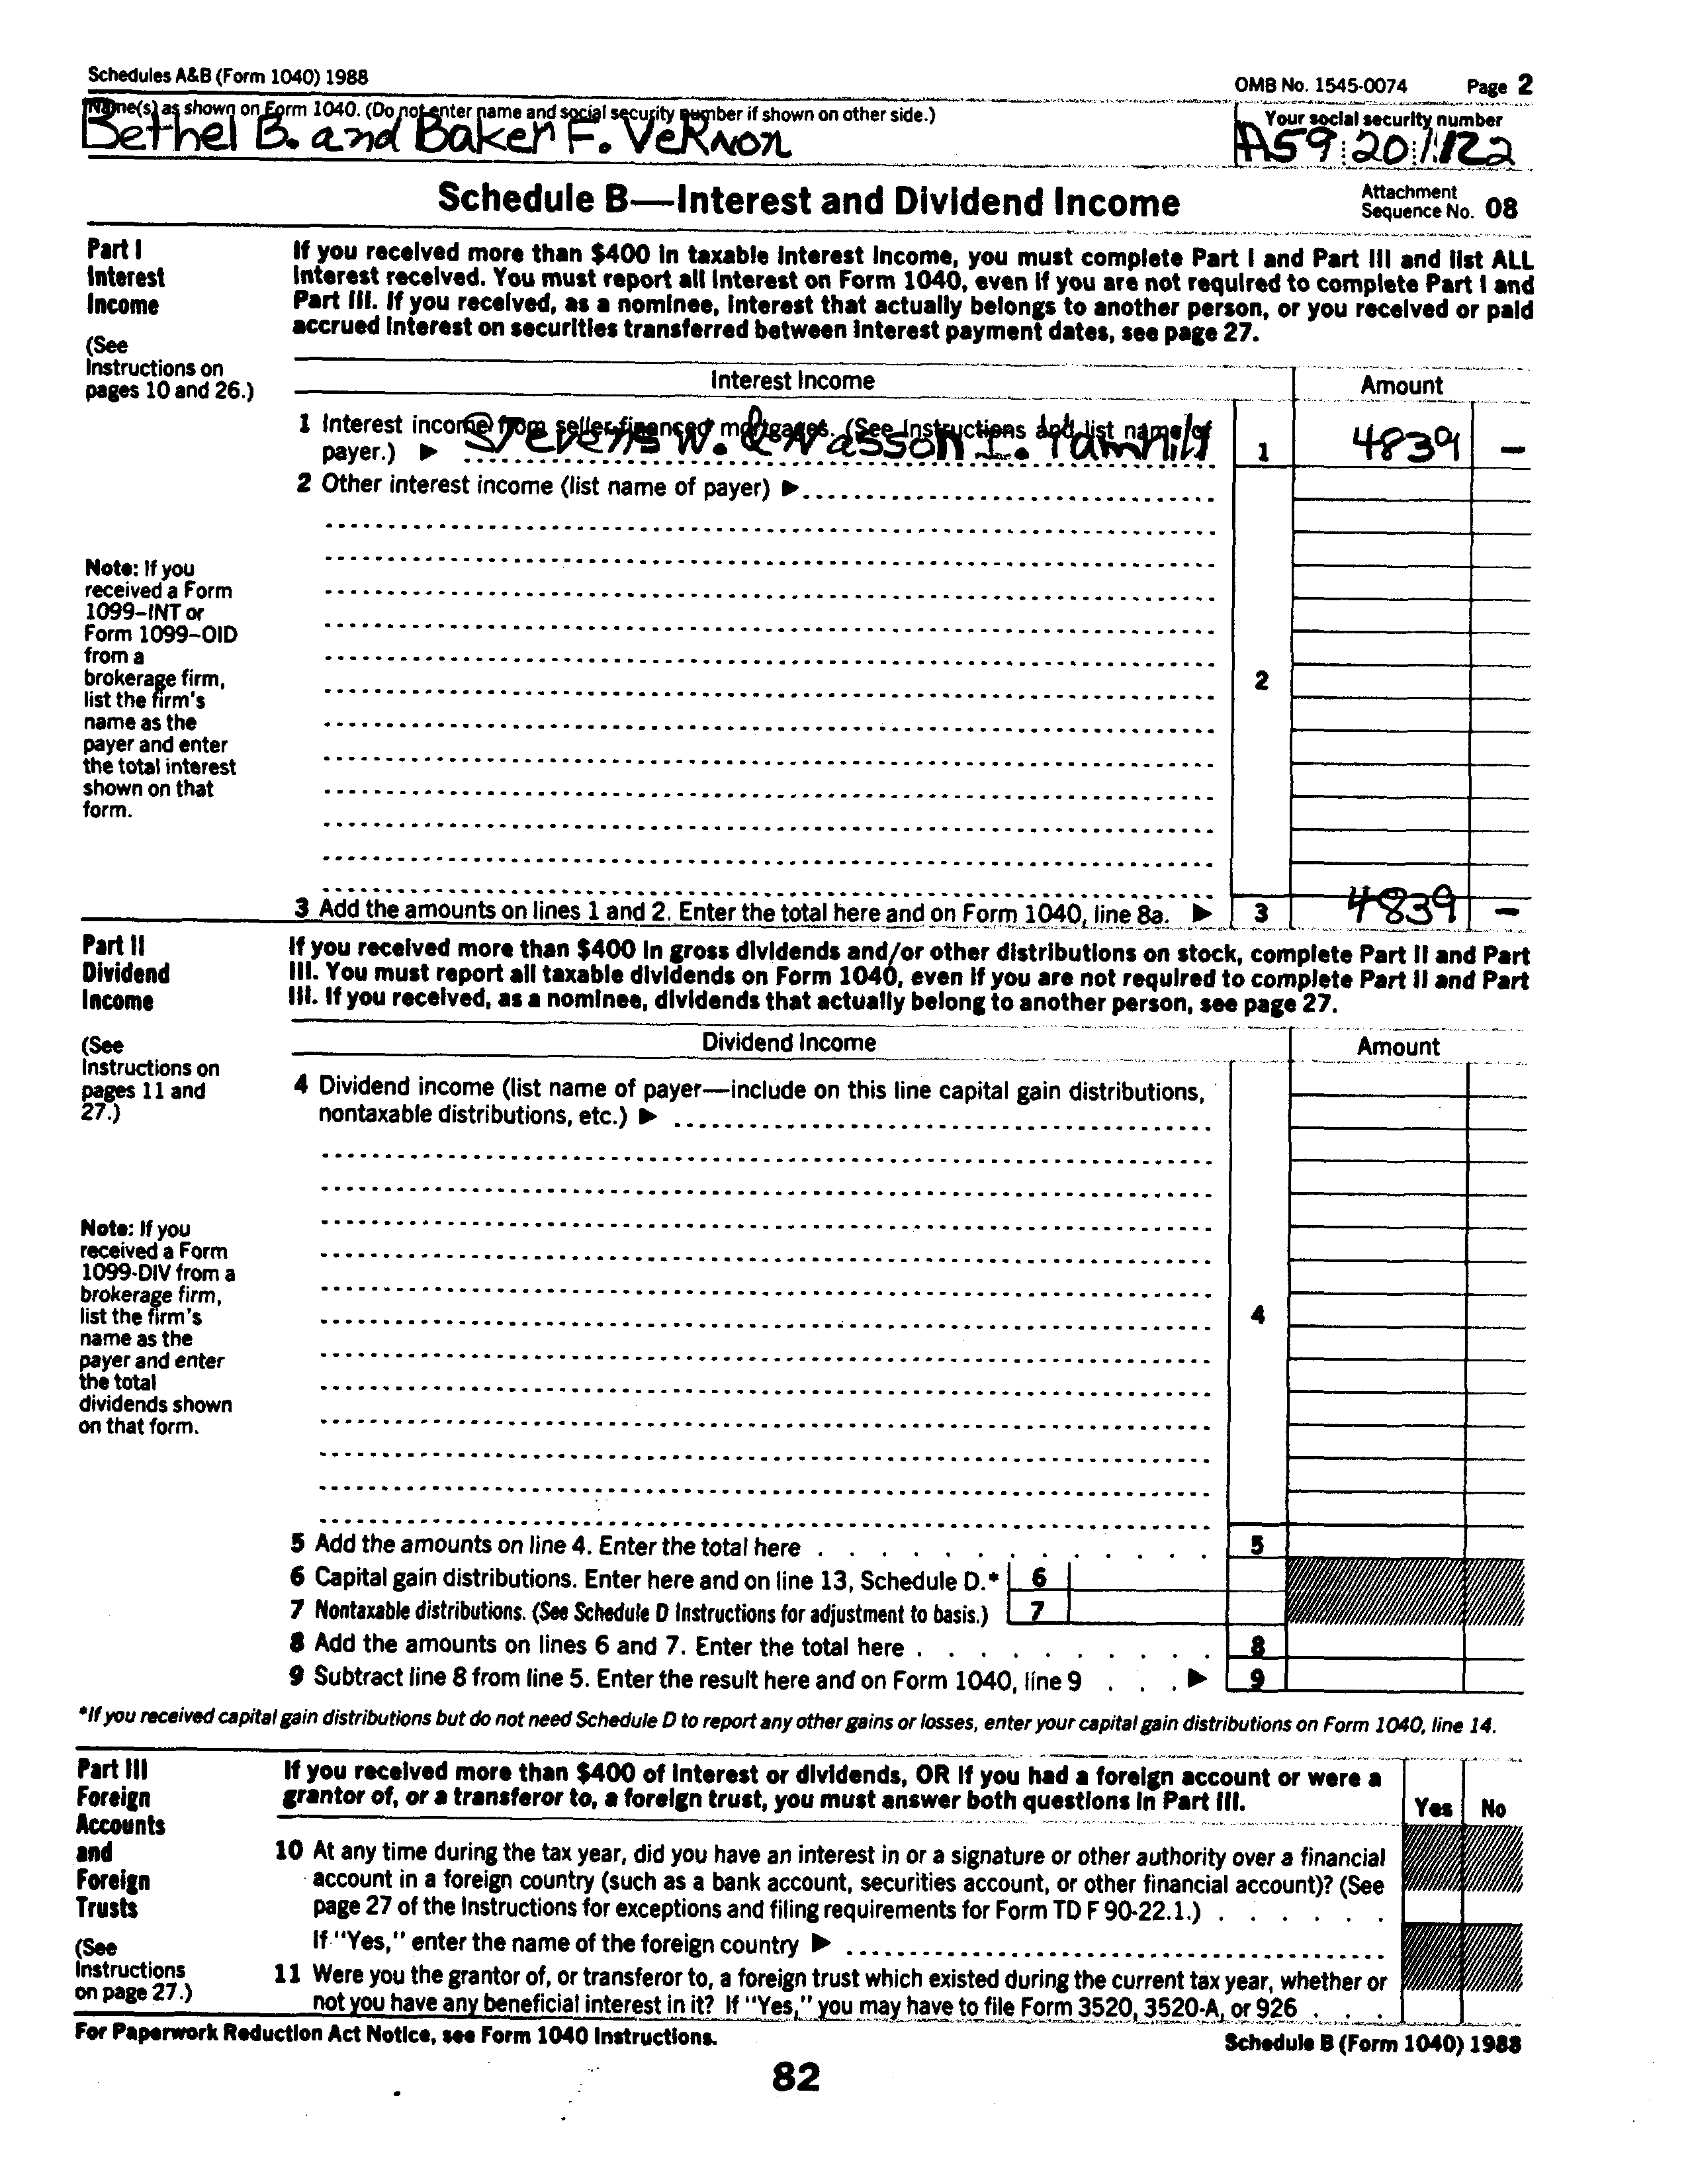 Schedules A&B (Form 1040) 1988
OMB No. 1545-0074 Page 2
Name(s) as shown on Form 1040. (Do not enter name and social security number if shown on other side.)
Your social security number
Bethel B. and Baker F. VeRNon
A59 20 1122
Schedule B—Interest and Dividend Income
Attachment
Sequence No. 08
Part I
Interest
Income
(See
Instructions on
pages 10 and 26.)
If you received more than $400 in taxable interest income, you must complete Part I and Part III and list ALL
interest received. You must report all interest on Form 1040, even if you are not required to complete Part I and
Part III. If you received, as a nominee, interest that actually belongs to another person, or you received or paid
accrued interest on securities transferred between interest payment dates, see page 27.
Interest Income Amount
1 Interest income from seller-financed mortgages. (See Instructions and list name of
payer.) ▶ Stevens W. & Nasson I. Yamhill 1 4839 –
2 Other interest income (list name of payer) ▶
Note: If you
received a Form
1099–INT or
Form 1099–OID
from a
brokerage firm,
list the firm's
name as the
payer and enter
the total interest
shown on that
form.
2
3 Add the amounts on lines 1 and 2. Enter the total here and on Form 1040, line 8a. ▶ 3 4839 –
Part II
Dividend
Income
(See
Instructions on
pages 11 and
27.)
If you received more than $400 in gross dividends and/or other distributions on stock, complete Part II and Part
III. You must report all taxable dividends on Form 1040, even if you are not required to complete Part II and Part
III. If you received, as a nominee, dividends that actually belong to another person, see page 27.
Dividend Income Amount
4 Dividend income (list name of payer—include on this line capital gain distributions,
nontaxable distributions, etc.) ▶
Note: If you
received a Form
1099-DIV from a
brokerage firm,
list the firm's
name as the
payer and enter
the total
dividends shown
on that form.
4
5 Add the amounts on line 4. Enter the total here . . . . . . . . . . . . . 5
6 Capital gain distributions. Enter here and on line 13, Schedule D.* 6
7 Nontaxable distributions. (See Schedule D Instructions for adjustment to basis.) 7
8 Add the amounts on lines 6 and 7. Enter the total here . . . . . . . . . . 8
9 Subtract line 8 from line 5. Enter the result here and on Form 1040, line 9 . . . ▶ 9
*If you received capital gain distributions but do not need Schedule D to report any other gains or losses, enter your capital gain distributions on Form 1040, line 14.
Part III
Foreign
Accounts
and
Foreign
Trusts
(See
Instructions
on page 27.)
If you received more than $400 of interest or dividends, OR if you had a foreign account or were a
grantor of, or a transferor to, a foreign trust, you must answer both questions in Part III.
Yes No
10 At any time during the tax year, did you have an interest in or a signature or other authority over a financial
account in a foreign country (such as a bank account, securities account, or other financial account)? (See
page 27 of the Instructions for exceptions and filing requirements for Form TD F 90-22.1.) . . . . . .
If "Yes," enter the name of the foreign country ▶
11 Were you the grantor of, or transferor to, a foreign trust which existed during the current tax year, whether or
not you have any beneficial interest in it? If "Yes," you may have to file Form 3520, 3520-A, or 926 . . .
For Paperwork Reduction Act Notice, see Form 1040 Instructions.
Schedule B (Form 1040) 1988
82